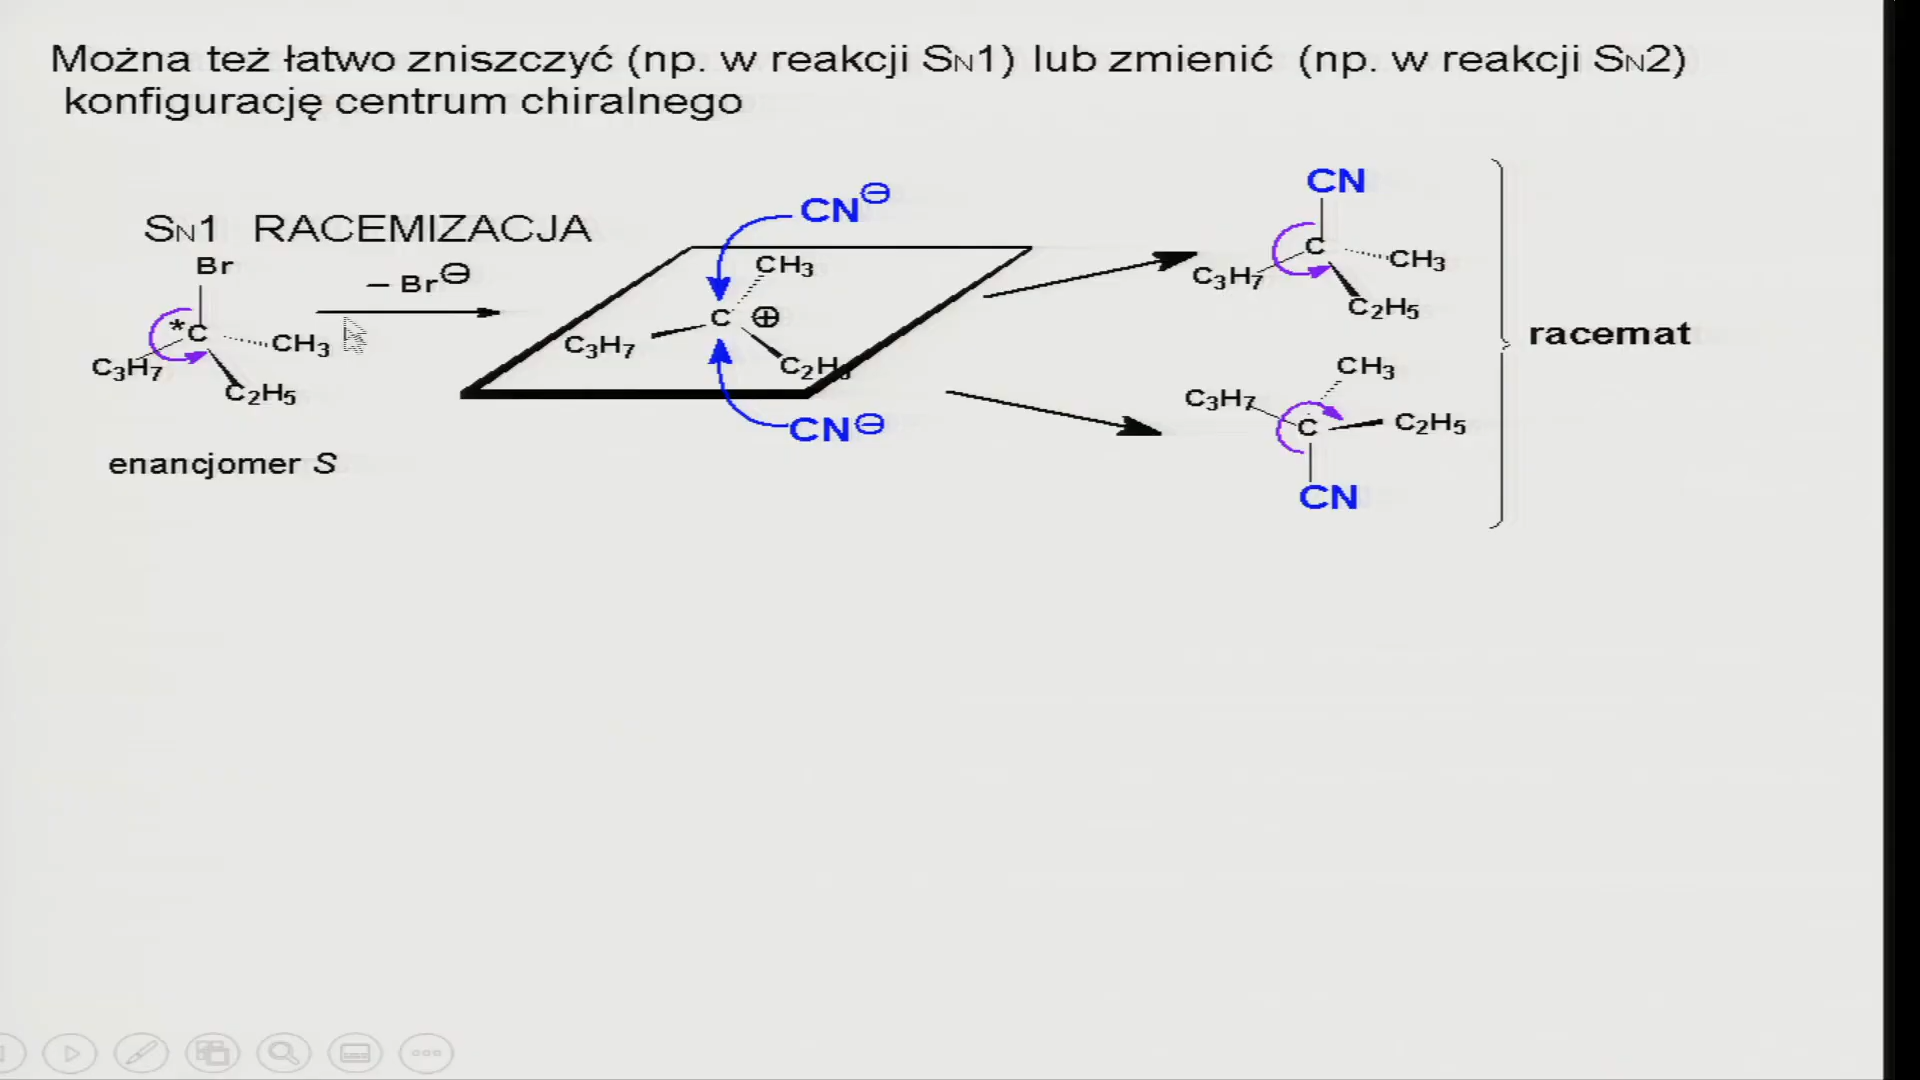 Można też łatwo zniszczyć (np. w reakcji SN1) lub zmienić (np. w reakcji SN2)
konfigurację centrum chiralnego
SN1 RACEMIZACJA
Br
*C
CH3
C3H7
C2H5
enancjomer S
– Br⊖
CN⊖
CH3
C ⊕
C3H7
C2H5
CN⊖
CN
C
CH3
C3H7
C2H5
CH3
C3H7
C
C2H5
CN
racemat